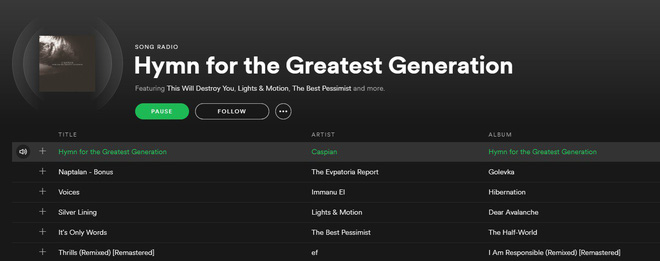 SONG RADIO
Hymn for the Greatest Generation
Featuring This Will Destroy You, Lights & Motion, The Best Pessimist and more.
PAUSE FOLLOW
TITLE ARTIST ALBUM
Hymn for the Greatest Generation Caspian Hymn for the Greatest Generation
Naptalan - Bonus The Evpatoria Report Golevka
Voices Immanu El Hibernation
Silver Lining Lights & Motion Dear Avalanche
It's Only Words The Best Pessimist The Half-World
Thrills (Remixed) [Remastered] ef I Am Responsible (Remixed) [Remastered]